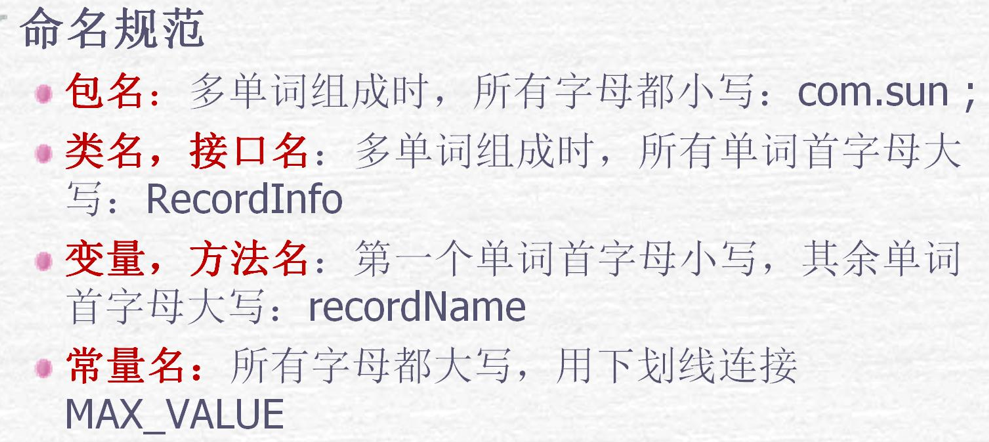 命名规范
包名：多单词组成时，所有字母都小写：com.sun ;
类名，接口名：多单词组成时，所有单词首字母大
写：RecordInfo
变量，方法名：第一个单词首字母小写，其余单词
首字母大写：recordName
常量名：所有字母都大写，用下划线连接
MAX_VALUE